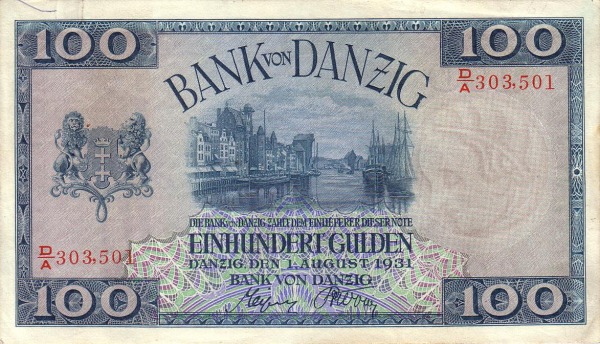 100 100
BANK VON DANZIG
D/A 303,501
DIE BANK VON DANZIG ZAHLT DEM EINLIEFERER DIESER NOTE
EINHUNDERT GULDEN
D/A 303,501
DANZIG, DEN 1. AUGUST 1931
BANK VON DANZIG
100 100